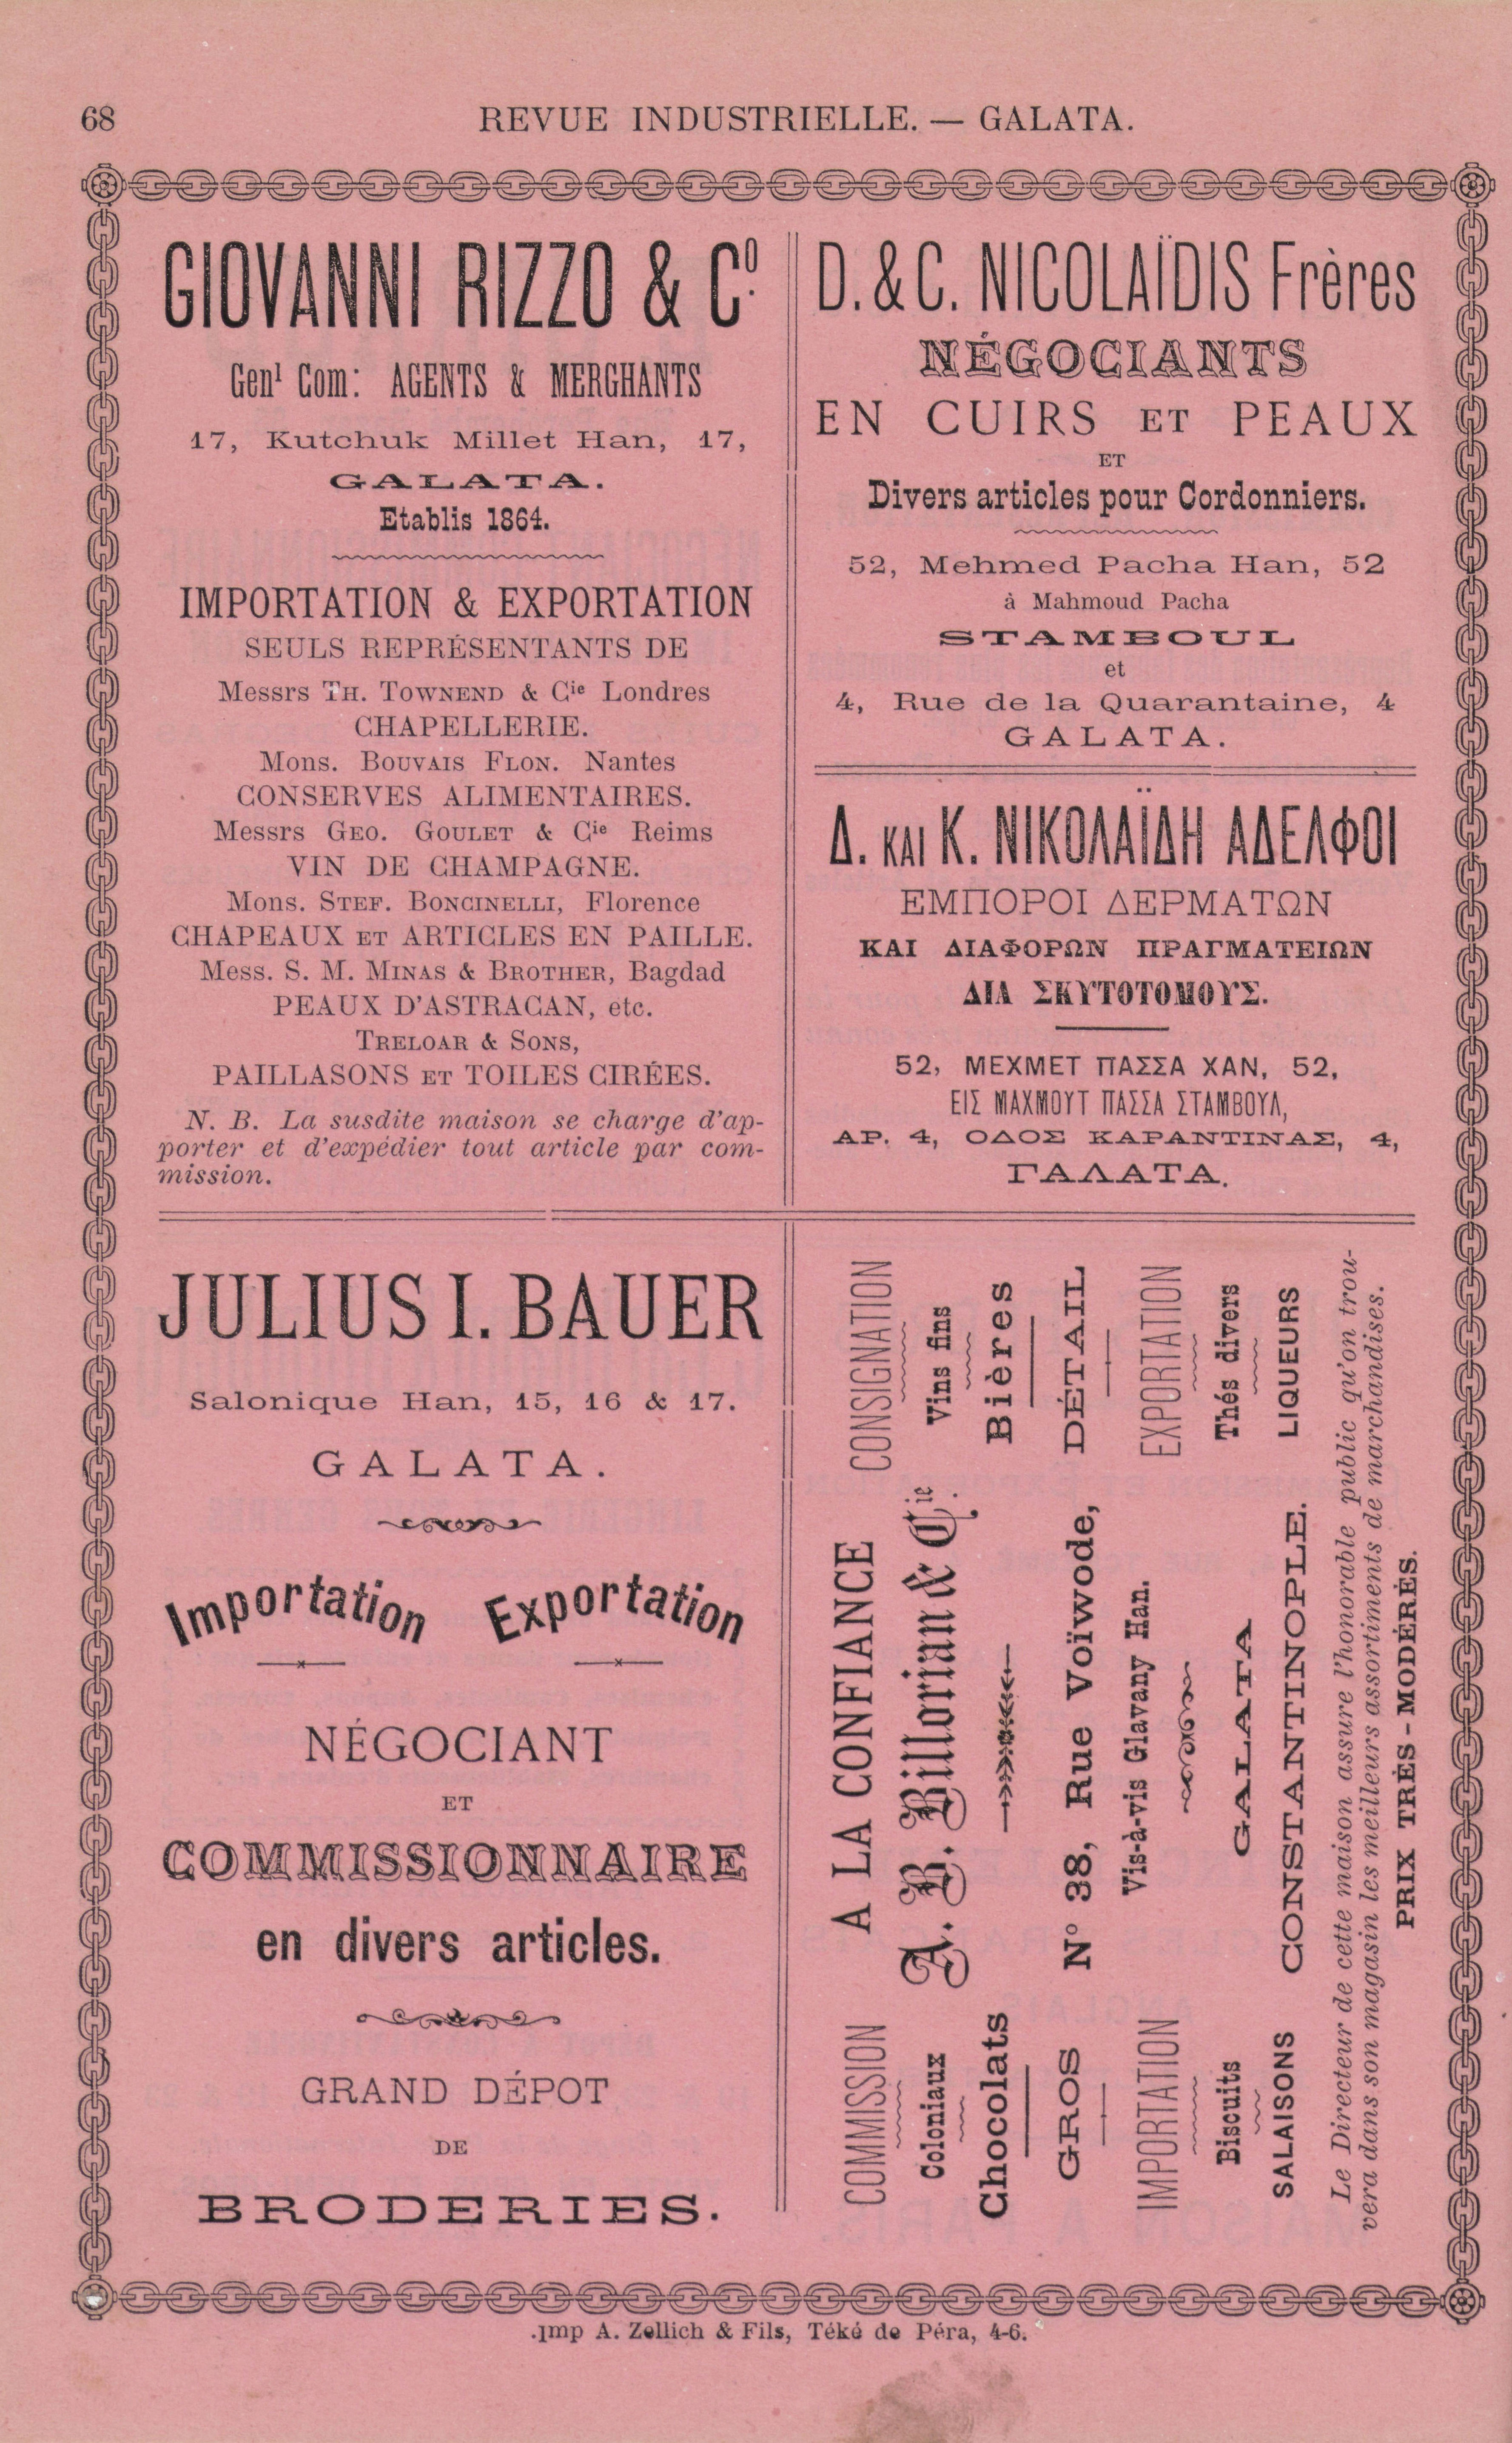 68
REVUE INDUSTRIELLE. — GALATA.
GIOVANNI RIZZO & Cº.
Genl Com: AGENTS & MERGHANTS
17, Kutchuk Millet Han, 17,
GALATA.
Etablis 1864.
IMPORTATION & EXPORTATION
SEULS REPRÉSENTANTS DE
Messrs TH. TOWNEND & Cie Londres
CHAPELLERIE.
Mons. BOUVAIS FLON. Nantes
CONSERVES ALIMENTAIRES.
Messrs GEO. GOULET & Cie Reims
VIN DE CHAMPAGNE.
Mons. STEF. BONCINELLI, Florence
CHAPEAUX ET ARTICLES EN PAILLE.
Mess. S. M. MINAS & BROTHER, Bagdad
PEAUX D'ASTRACAN, etc.
TRELOAR & SONS,
PAILLASONS ET TOILES CIRÉES.
N. B. La susdite maison se charge d'ap-
porter et d'expédier tout article par com-
mission.
D. & C. NICOLAÏDIS Frères
NÉGOCIANTS
EN CUIRS ET PEAUX
ET
Divers articles pour Cordonniers.
52, Mehmed Pacha Han, 52
à Mahmoud Pacha
STAMBOUL
et
4, Rue de la Quarantaine, 4
GALATA.
Δ. ΚΑΙ Κ. ΝΙΚΟΛΑΪΔΗ ΑΔΕΛΦΟΙ
ΕΜΠΟΡΟΙ ΔΕΡΜΑΤΩΝ
ΚΑΙ ΔΙΑΦΟΡΩΝ ΠΡΑΓΜΑΤΕΙΩΝ
ΔΙΑ ΣΚΥΤΟΤΟΜΟΥΣ.
52, ΜΕΧΜΕΤ ΠΑΣΣΑ ΧΑΝ, 52,
ΕΙΣ ΜΑΧΜΟΥΤ ΠΑΣΣΑ ΣΤΑΜΒΟΥΛ,
ΑΡ. 4, ΟΔΟΣ ΚΑΡΑΝΤΙΝΑΣ, 4,
ΓΑΛΑΤΑ.
JULIUS I. BAUER
Salonique Han, 15, 16 & 17.
GALATA.
Importation Exportation
NÉGOCIANT
ET
COMMISSIONNAIRE
en divers articles.
GRAND DÉPOT
DE
BRODERIES.
COMMISSION
Coloniaux
Chocolats
GROS
IMPORTATION
Biscuits
SALAISONS
A LA CONFIANCE
A. B. Billorian & Cie.
Nº 38, Rue Voïwode,
Vis-à-vis Glavany Han.
GALATA
CONSTANTINOPLE.
CONSIGNATION
Vins fins
Bières
DÉTAIL
EXPORTATION
Thés divers
LIQUEURS
Le Directeur de cette maison assure l'honorable public qu'on trou-
vera dans son magasin les meilleurs assortiments de marchandises.
PRIX TRÈS-MODÉRÉS.
.ımp A. Zellich & Fils, Téké de Péra, 4-6.